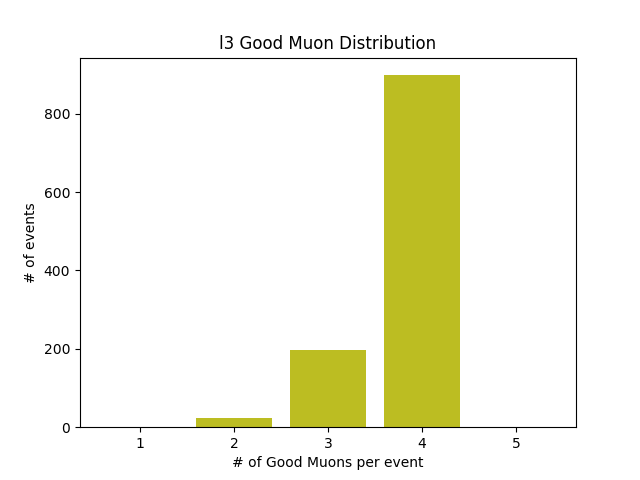 l3 Good Muon Distribution
# of events
800
600
400
200
0
1 2 3 4 5
# of Good Muons per event